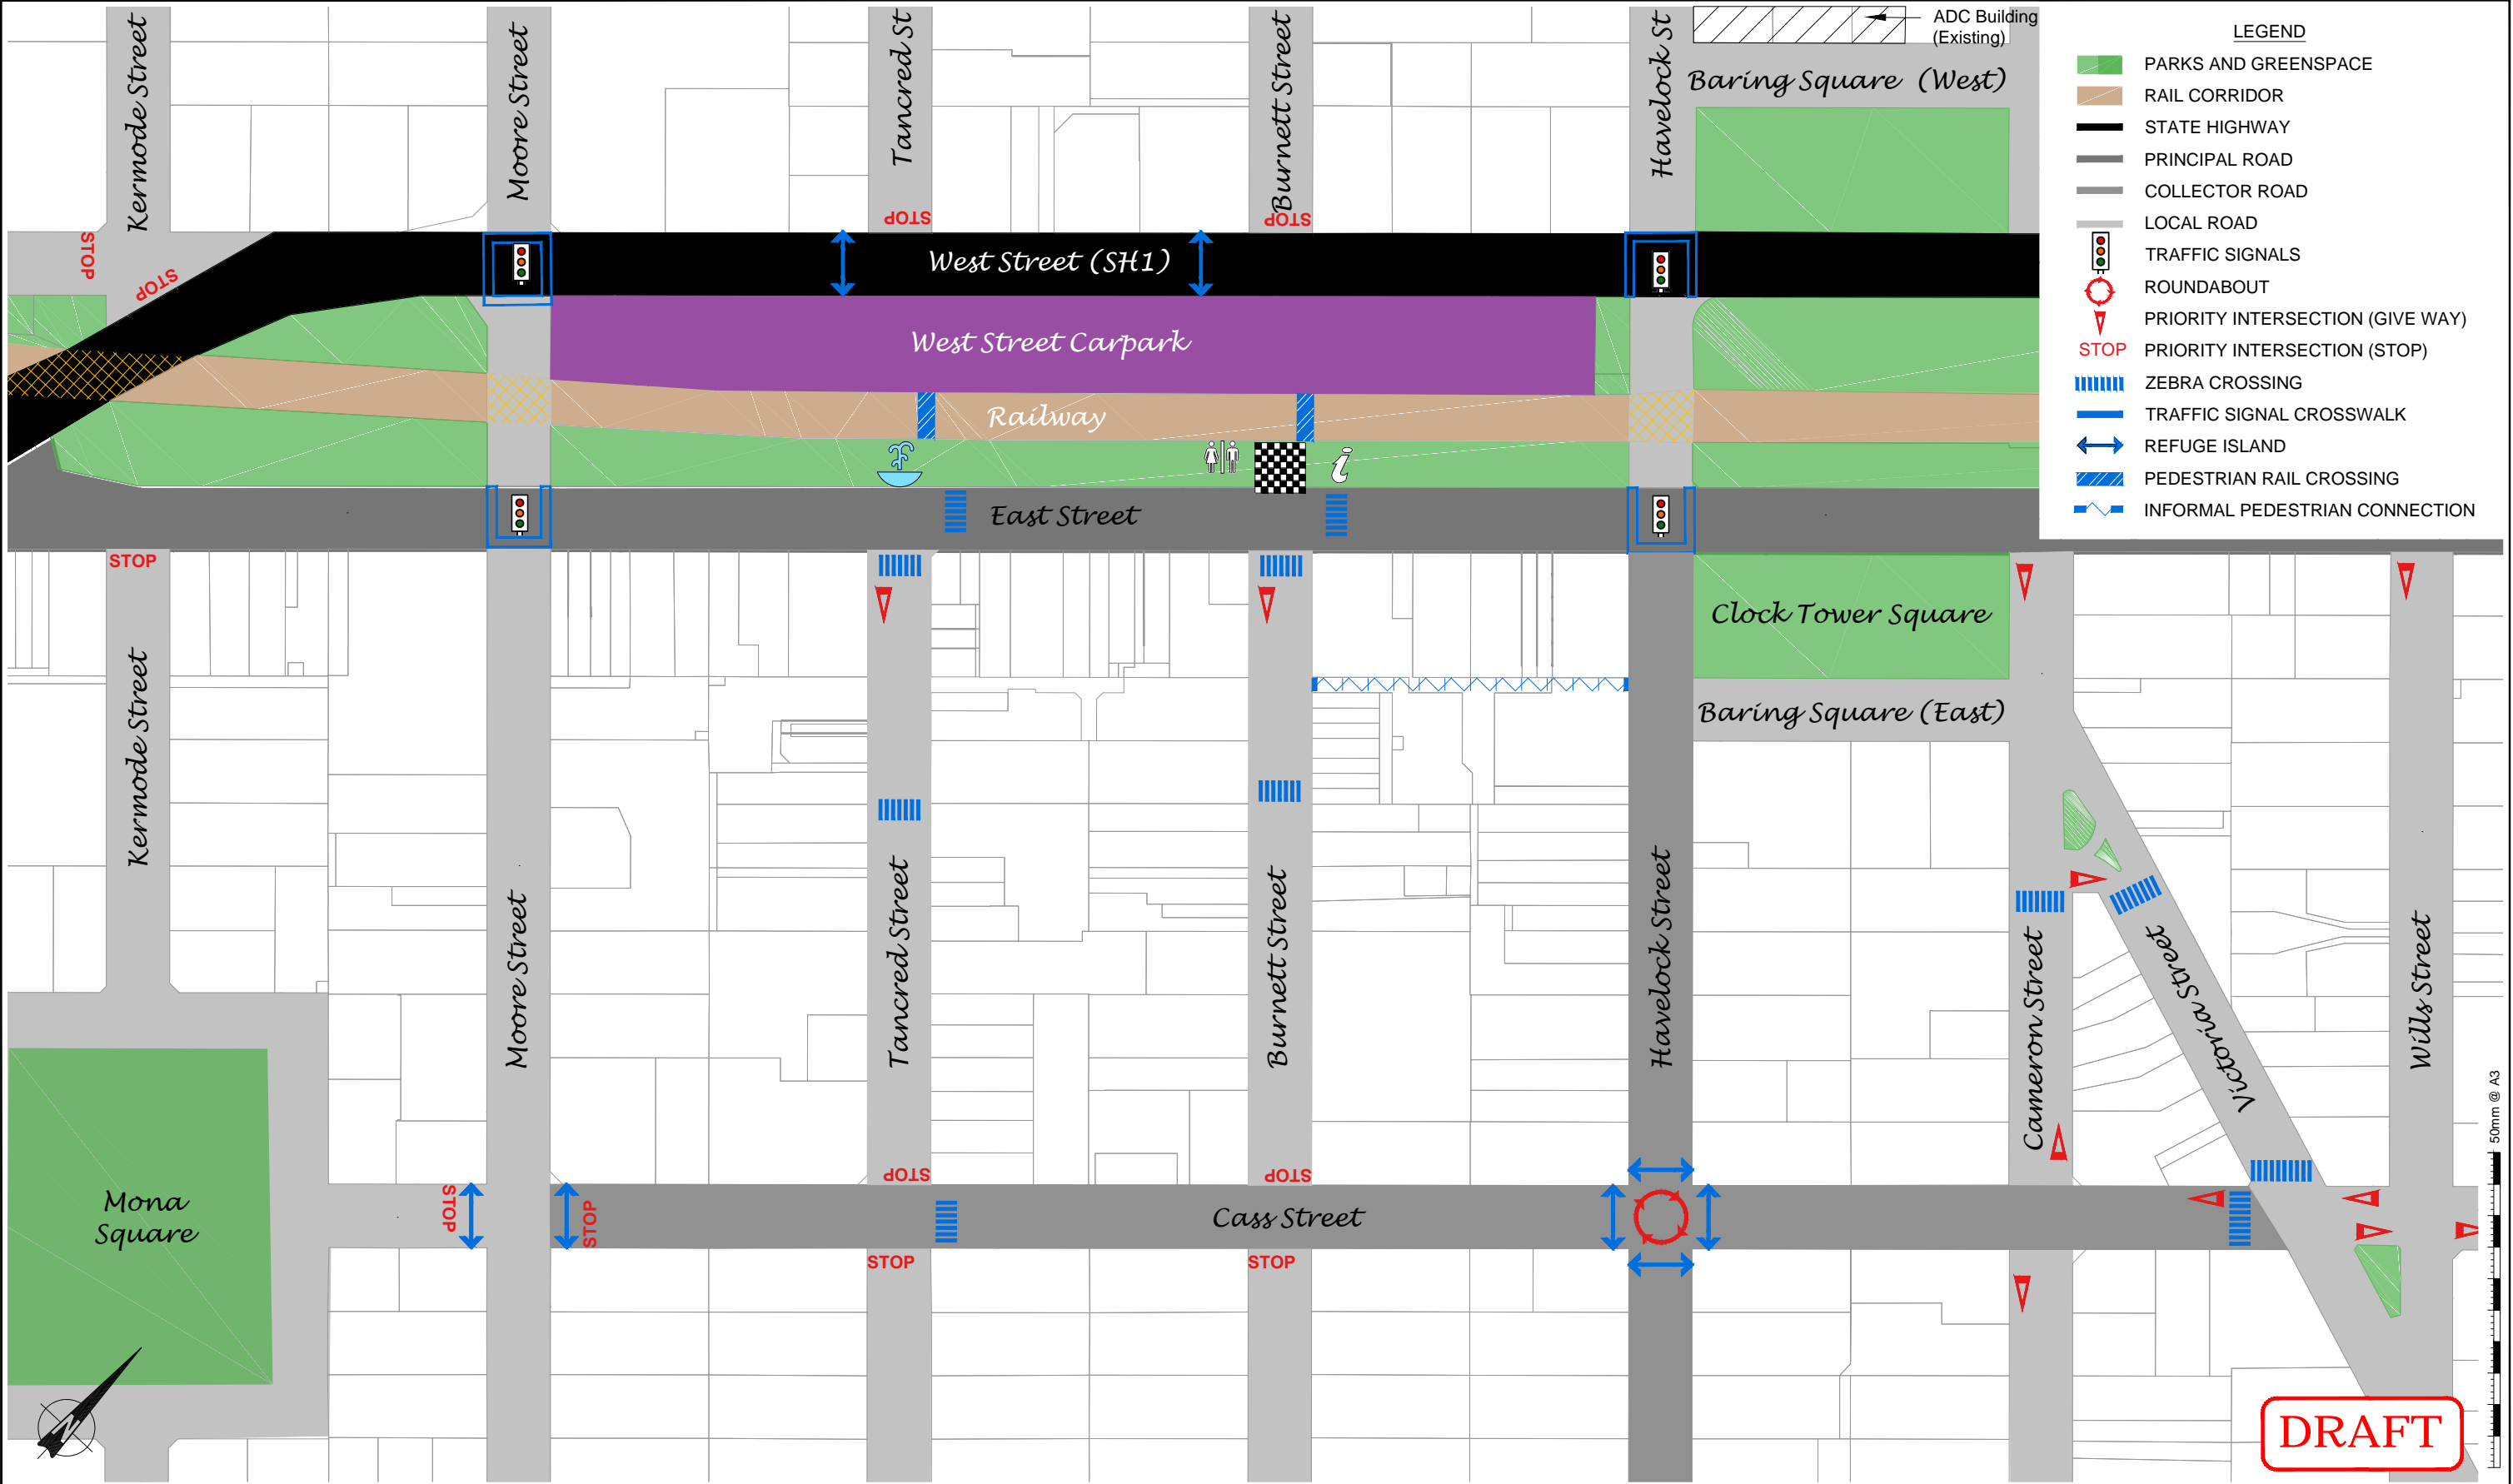 Kermode Street
Moore Street
Tancred St
Burnett Street
Havelock St
ADC Building
(Existing)
Baring Square (West)
LEGEND
PARKS AND GREENSPACE
RAIL CORRIDOR
STATE HIGHWAY
PRINCIPAL ROAD
COLLECTOR ROAD
LOCAL ROAD
TRAFFIC SIGNALS
ROUNDABOUT
PRIORITY INTERSECTION (GIVE WAY)
STOP PRIORITY INTERSECTION (STOP)
ZEBRA CROSSING
TRAFFIC SIGNAL CROSSWALK
REFUGE ISLAND
PEDESTRIAN RAIL CROSSING
INFORMAL PEDESTRIAN CONNECTION
STOP
STOP
STOP
STOP
West Street (SH1)
West Street Carpark
Railway
i
East Street
STOP
Clock Tower Square
Baring Square (East)
Kermode Street
Moore Street
Tancred Street
Burnett Street
Havelock Street
Cameron Street
Victoria Street
Wills Street
50mm @ A3
STOP
STOP
Mona
Square
STOP
STOP
Cass Street
STOP
STOP
N
DRAFT